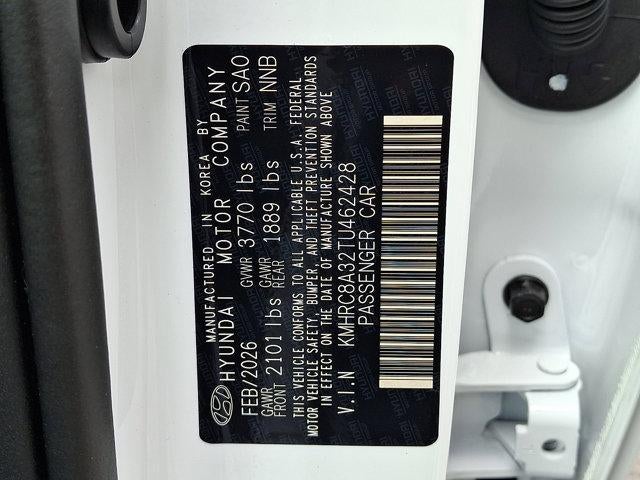 MANUFACTURED IN KOREA BY
HYUNDAI MOTOR COMPANY
FEB/2026 GVWR 3770 lbs PAINT SAO
GAWR FRONT 2101 lbs GAWR REAR 1889 lbs TRIM NNB
THIS VEHICLE CONFORMS TO ALL APPLICABLE U.S.A. FEDERAL
MOTOR VEHICLE SAFETY, BUMPER, AND THEFT PREVENTION STANDARDS
IN EFFECT ON THE DATE OF MANUFACTURE SHOWN ABOVE
V.I.N KMHRC8A32TU462428
PASSENGER CAR